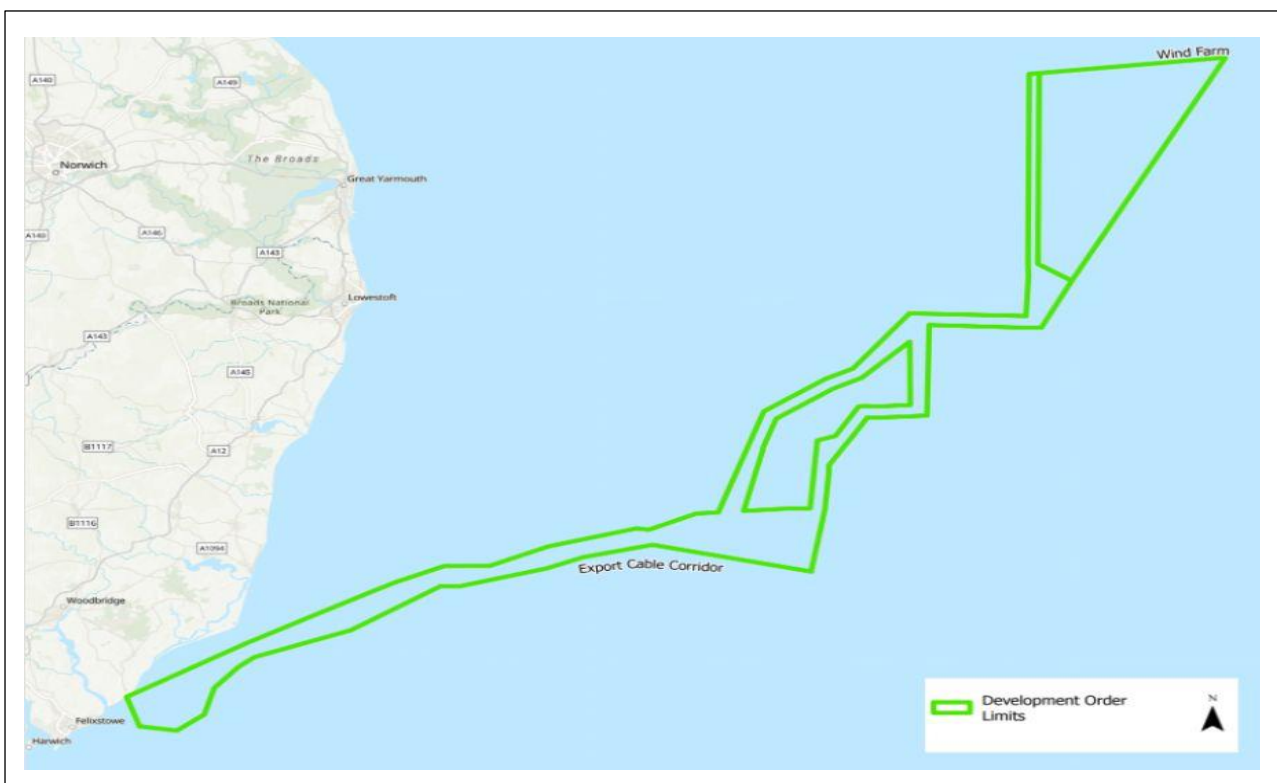 Wind Farm
A140
A149
The Broads
Norwich
Great Yarmouth
A146
A140
A143
Broads National
Park
Lowestoft
A143
A145
B1117
A12
B1116
A1094
Export Cable Corridor
Woodbridge
Felixstowe
Harwich
Development Order
Limits
N